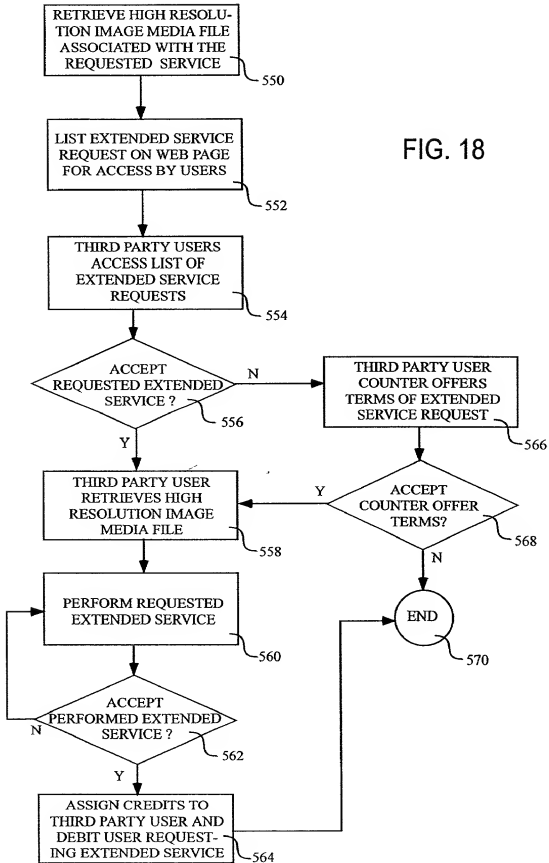 RETRIEVE HIGH RESOLU-
TION IMAGE MEDIA FILE
ASSOCIATED WITH THE
REQUESTED SERVICE
550
LIST EXTENDED SERVICE
REQUEST ON WEB PAGE
FOR ACCESS BY USERS
552
FIG. 18
THIRD PARTY USERS
ACCESS LIST OF
EXTENDED SERVICE
REQUESTS
554
ACCEPT
REQUESTED EXTENDED
SERVICE ?
556
N
Y
THIRD PARTY USER
COUNTER OFFERS
TERMS OF EXTENDED
SERVICE REQUEST
566
THIRD PARTY USER
RETRIEVES HIGH
RESOLUTION IMAGE
MEDIA FILE
558
Y
ACCEPT
COUNTER OFFER
TERMS?
568
N
PERFORM REQUESTED
EXTENDED SERVICE
560
END
570
ACCEPT
PERFORMED EXTENDED
SERVICE ?
562
N
Y
ASSIGN CREDITS TO
THIRD PARTY USER AND
DEBIT USER REQUEST-
ING EXTENDED SERVICE
564